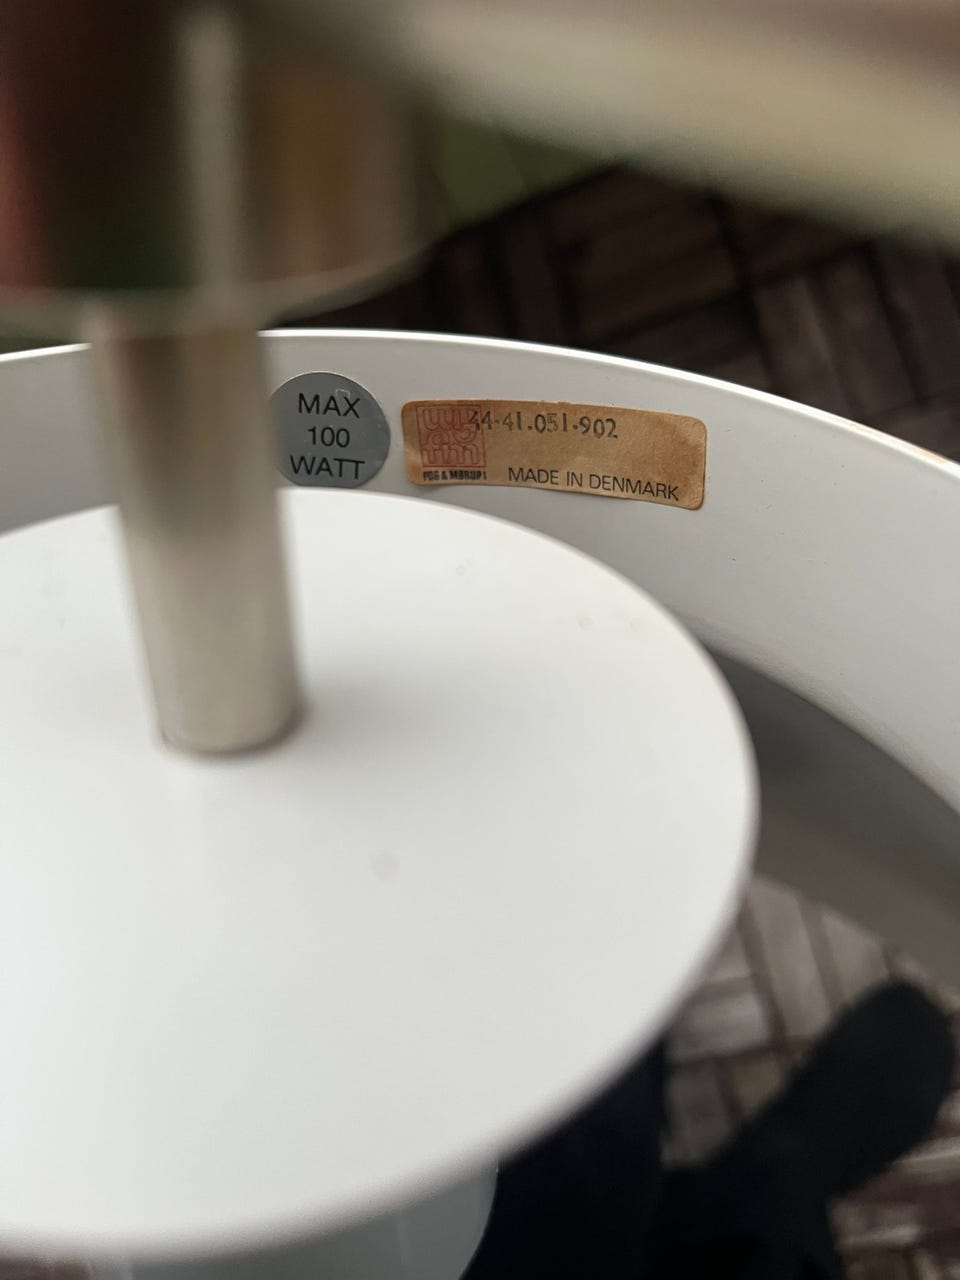 MAX
100
WATT
44-41.051-902
FOG & MØRUP
MADE IN DENMARK